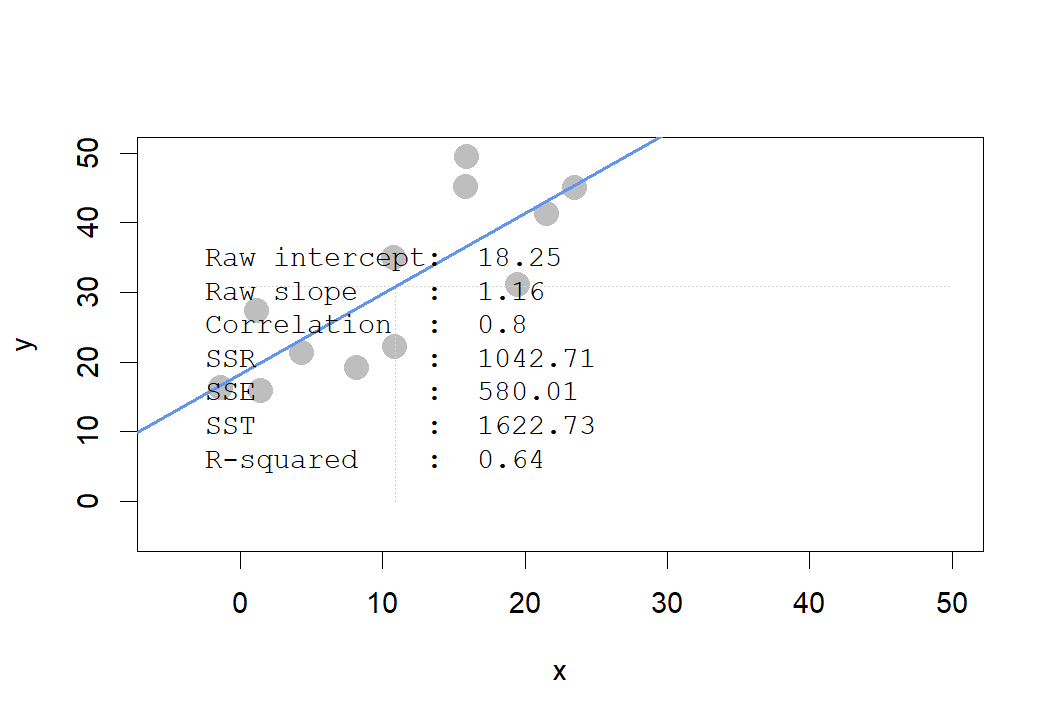 50
40
30
20
10
0
y
Raw intercept: 18.25
Raw slope : 1.16
Correlation : 0.8
SSR : 1042.71
SSE : 580.01
SST : 1622.73
R-squared : 0.64
0 10 20 30 40 50
x